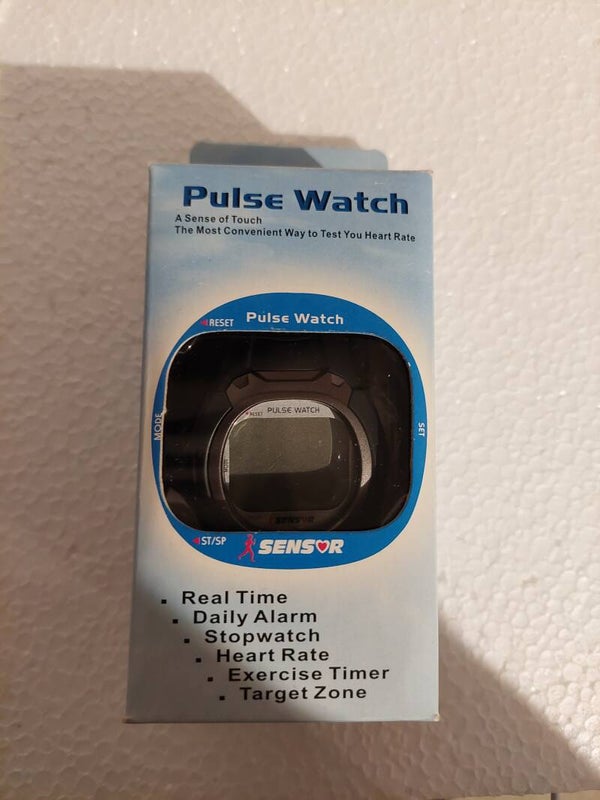 Pulse Watch
A Sense of Touch
The Most Convenient Way to Test You Heart Rate
RESET Pulse Watch
MODE
SET
RESET PULSE WATCH
SENSOR
ST/SP SENSOR
Real Time
Daily Alarm
Stopwatch
Heart Rate
Exercise Timer
Target Zone